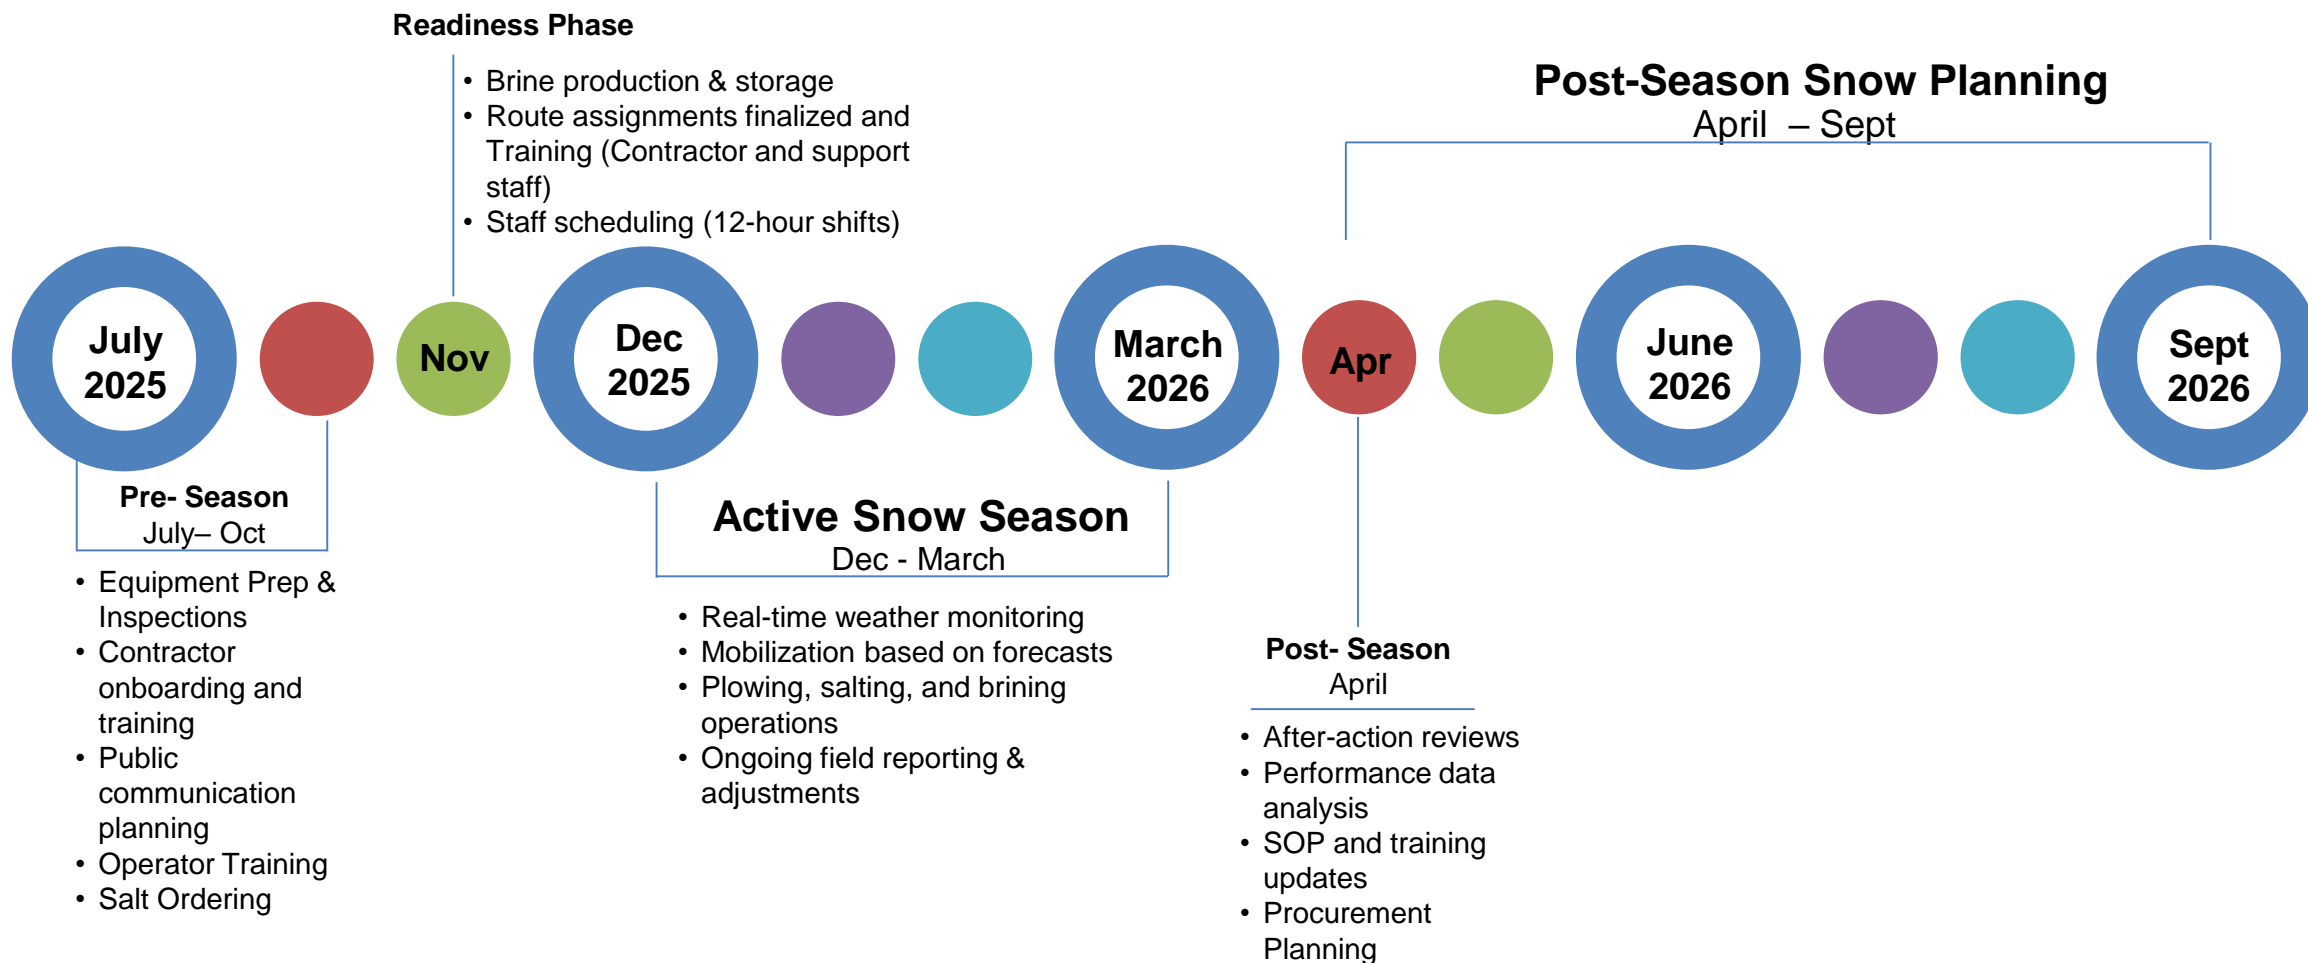 Readiness Phase
• Brine production & storage
• Route assignments finalized and
Training (Contractor and support
staff)
• Staff scheduling (12-hour shifts)
Post-Season Snow Planning
April – Sept
July
2025
Nov
Dec
2025
March
2026
Apr
June
2026
Sept
2026
Pre- Season
July– Oct
• Equipment Prep &
Inspections
• Contractor
onboarding and
training
• Public
communication
planning
• Operator Training
• Salt Ordering
Active Snow Season
Dec - March
• Real-time weather monitoring
• Mobilization based on forecasts
• Plowing, salting, and brining
operations
• Ongoing field reporting &
adjustments
Post- Season
April
• After-action reviews
• Performance data
analysis
• SOP and training
updates
• Procurement
Planning